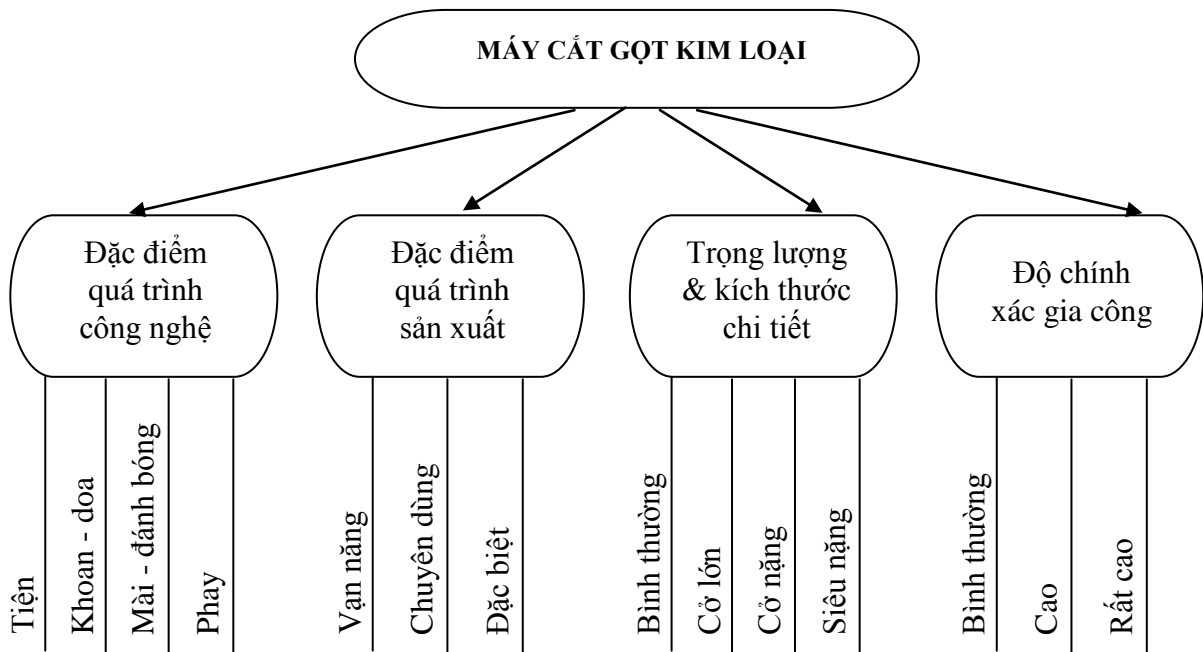 MÁY CẮT GỌT KIM LOẠI
Đặc điểm
quá trình
công nghệ
Đặc điểm
quá trình
sản xuất
Trọng lượng
& kích thước
chi tiết
Độ chính
xác gia công
Tiện
Khoan - doa
Mài - đánh bóng
Phay
Vạn năng
Chuyên dùng
Đặc biệt
Bình thường
Cở lớn
Cở nặng
Siêu nặng
Bình thường
Cao
Rất cao